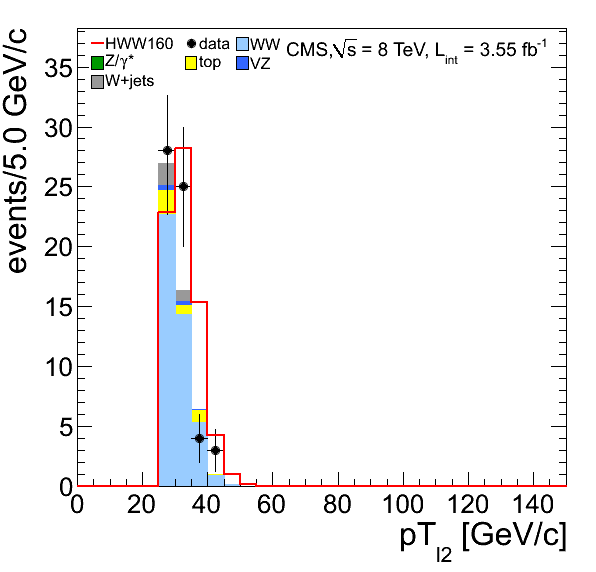 HWW160 data WW
Z/γ* top VZ
W+jets
CMS,√s = 8 TeV, L_int = 3.55 fb⁻¹
events/5.0 GeV/c
35
30
25
20
15
10
5
0
0 20 40 60 80 100 120 140
pT_l2 [GeV/c]